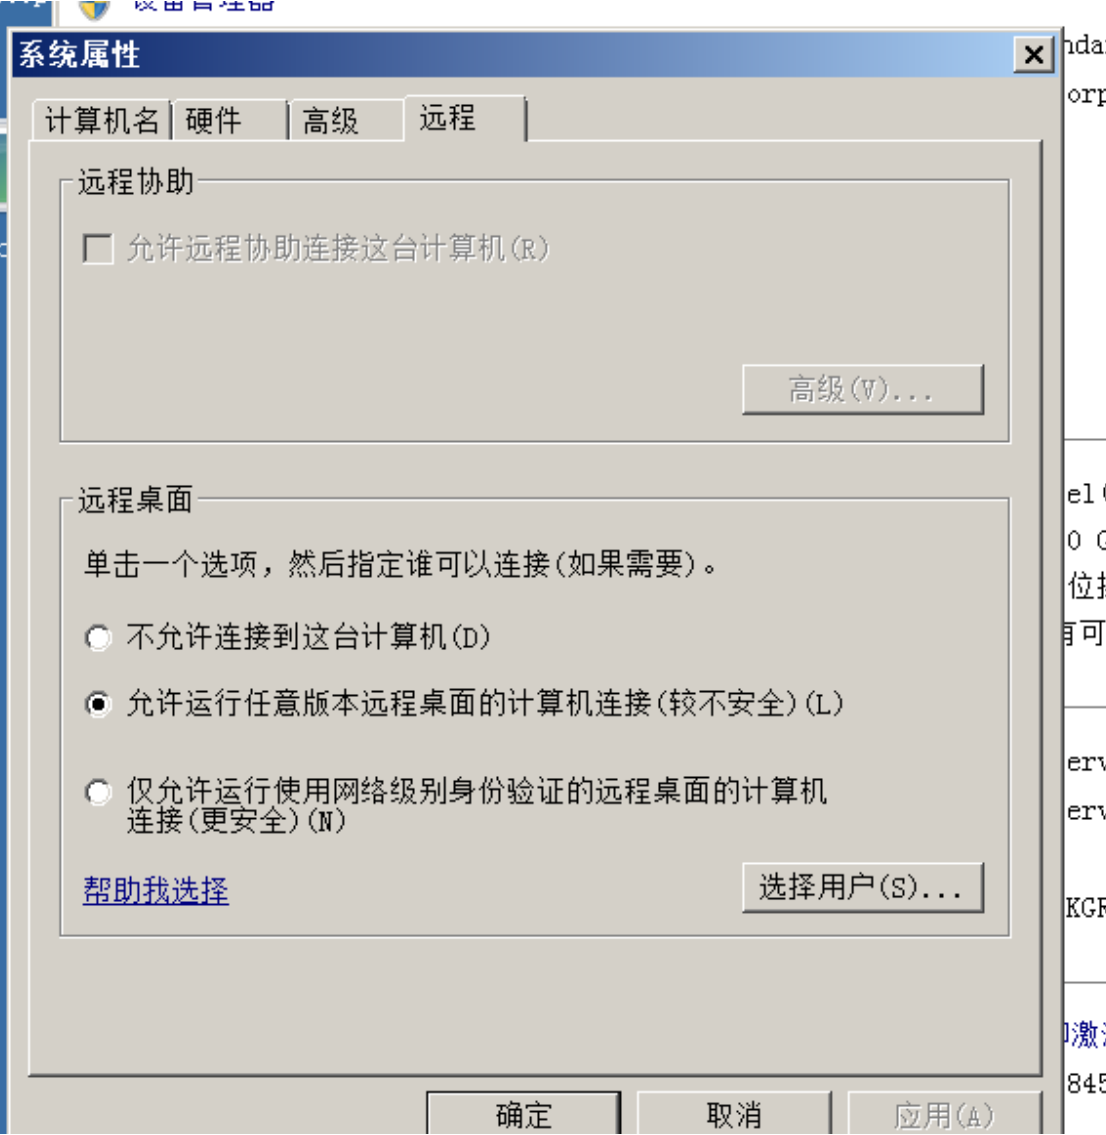 设备管理器
系统属性
计算机名 硬件 高级 远程
远程协助
允许远程协助连接这台计算机(R)
高级(V)...
远程桌面
单击一个选项，然后指定谁可以连接(如果需要)。
不允许连接到这台计算机(D)
允许运行任意版本远程桌面的计算机连接(较不安全)(L)
仅允许运行使用网络级别身份验证的远程桌面的计算机
连接(更安全)(N)
帮助我选择
选择用户(S)...
确定 取消 应用(A)
nda
orp
el(
0 G
位
可
erv
erv
KGR
激
845